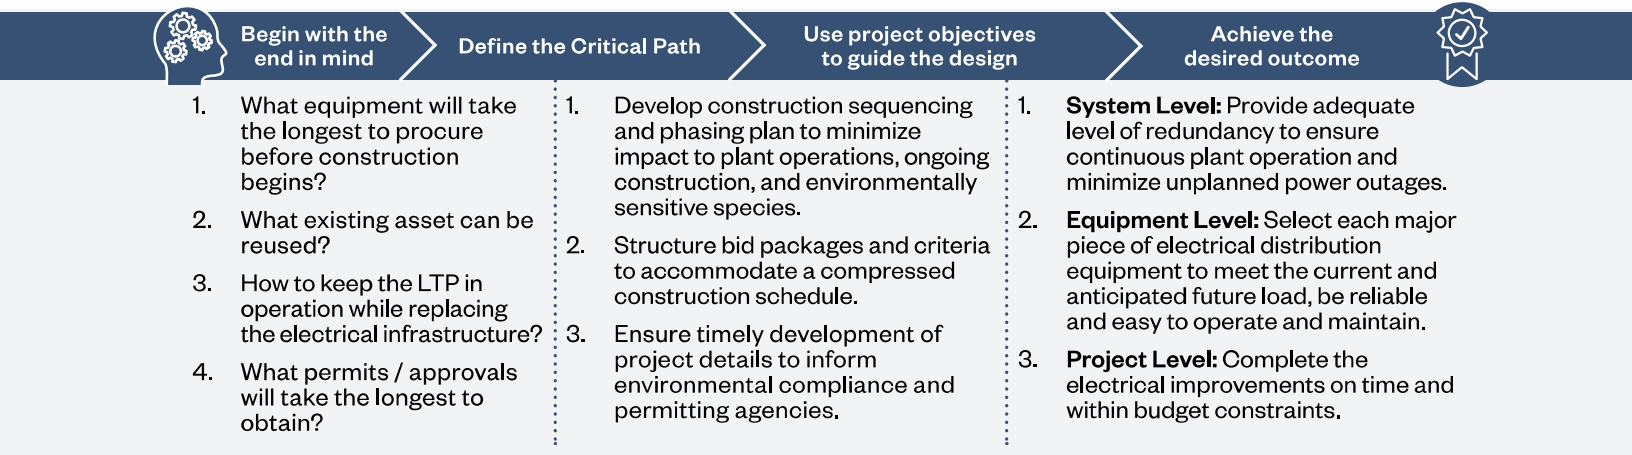 Begin with the
end in mind
Define the Critical Path
Use project objectives
to guide the design
Achieve the
desired outcome
1. What equipment will take
the longest to procure
before construction
begins?
2. What existing asset can be
reused?
3. How to keep the LTP in
operation while replacing
the electrical infrastructure?
4. What permits / approvals
will take the longest to
obtain?
1. Develop construction sequencing
and phasing plan to minimize
impact to plant operations, ongoing
construction, and environmentally
sensitive species.
2. Structure bid packages and criteria
to accommodate a compressed
construction schedule.
3. Ensure timely development of
project details to inform
environmental compliance and
permitting agencies.
1. System Level: Provide adequate
level of redundancy to ensure
continuous plant operation and
minimize unplanned power outages.
2. Equipment Level: Select each major
piece of electrical distribution
equipment to meet the current and
anticipated future load, be reliable
and easy to operate and maintain.
3. Project Level: Complete the
electrical improvements on time and
within budget constraints.